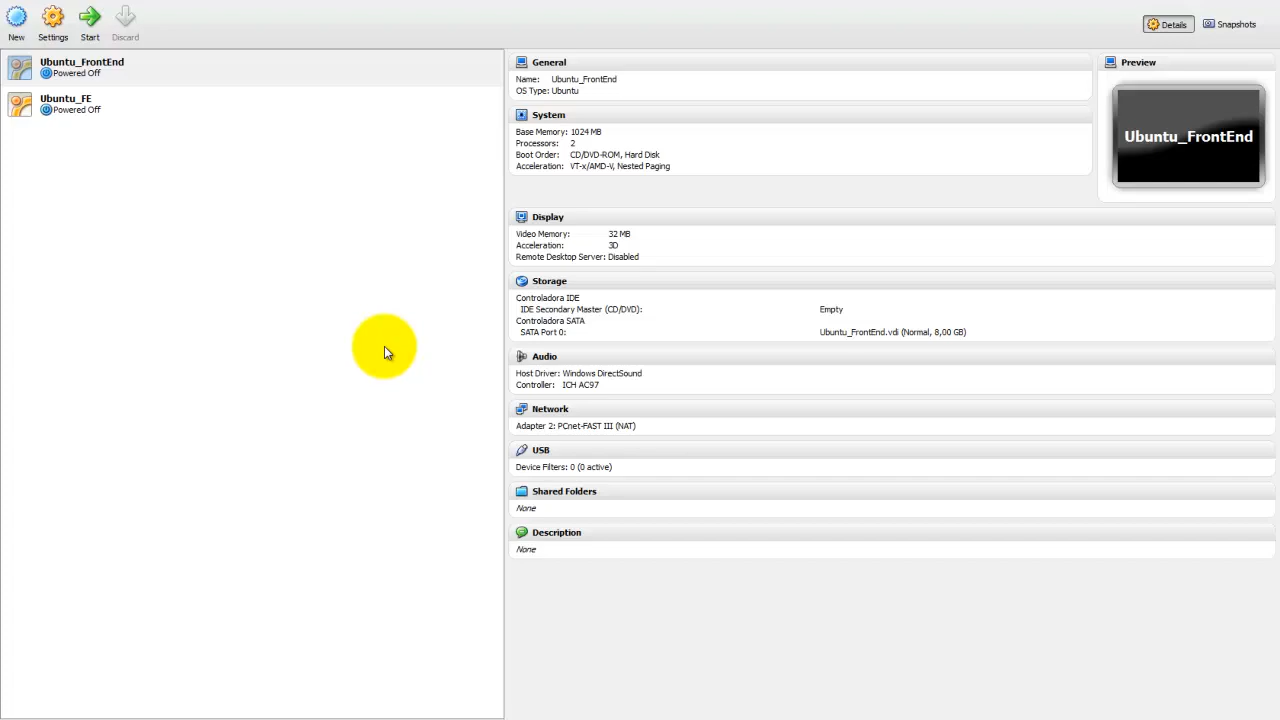 New Settings Start Discard
Details Snapshots
Ubuntu_FrontEnd
Powered Off
Ubuntu_FE
Powered Off
General
Name: Ubuntu_FrontEnd
OS Type: Ubuntu
System
Base Memory: 1024 MB
Processors: 2
Boot Order: CD/DVD-ROM, Hard Disk
Acceleration: VT-x/AMD-V, Nested Paging
Preview
Ubuntu_FrontEnd
Display
Video Memory: 32 MB
Acceleration: 3D
Remote Desktop Server: Disabled
Storage
Controladora IDE
IDE Secondary Master (CD/DVD): Empty
Controladora SATA
SATA Port 0: Ubuntu_FrontEnd.vdi (Normal, 8,00 GB)
Audio
Host Driver: Windows DirectSound
Controller: ICH AC97
Network
Adapter 2: PCnet-FAST III (NAT)
USB
Device Filters: 0 (0 active)
Shared Folders
None
Description
None